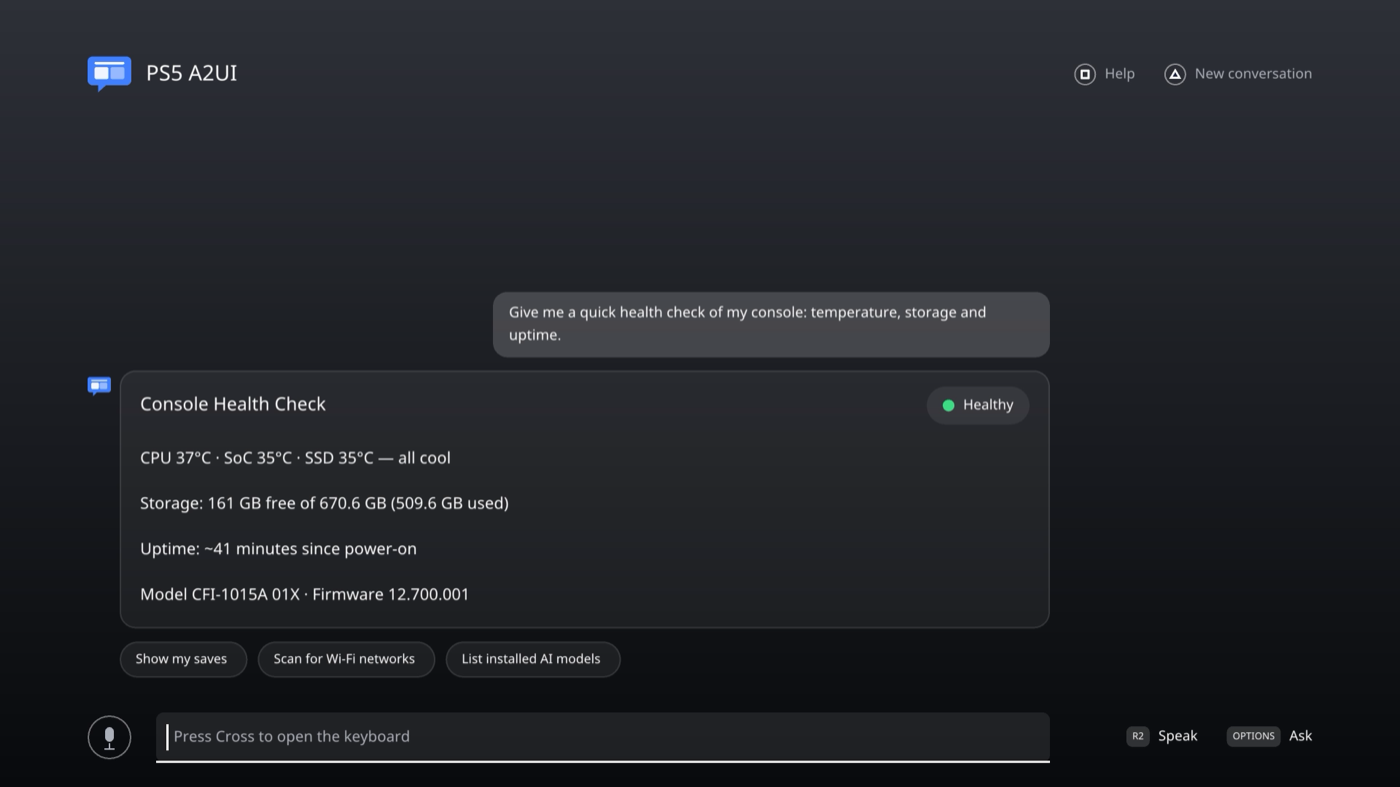 PS5 A2UI
Help
New conversation
Give me a quick health check of my console: temperature, storage and
uptime.
Console Health Check
Healthy
CPU 37°C · SoC 35°C · SSD 35°C — all cool
Storage: 161 GB free of 670.6 GB (509.6 GB used)
Uptime: ~41 minutes since power-on
Model CFI-1015A 01X · Firmware 12.700.001
Show my saves
Scan for Wi-Fi networks
List installed AI models
Press Cross to open the keyboard
R2 Speak
OPTIONS Ask